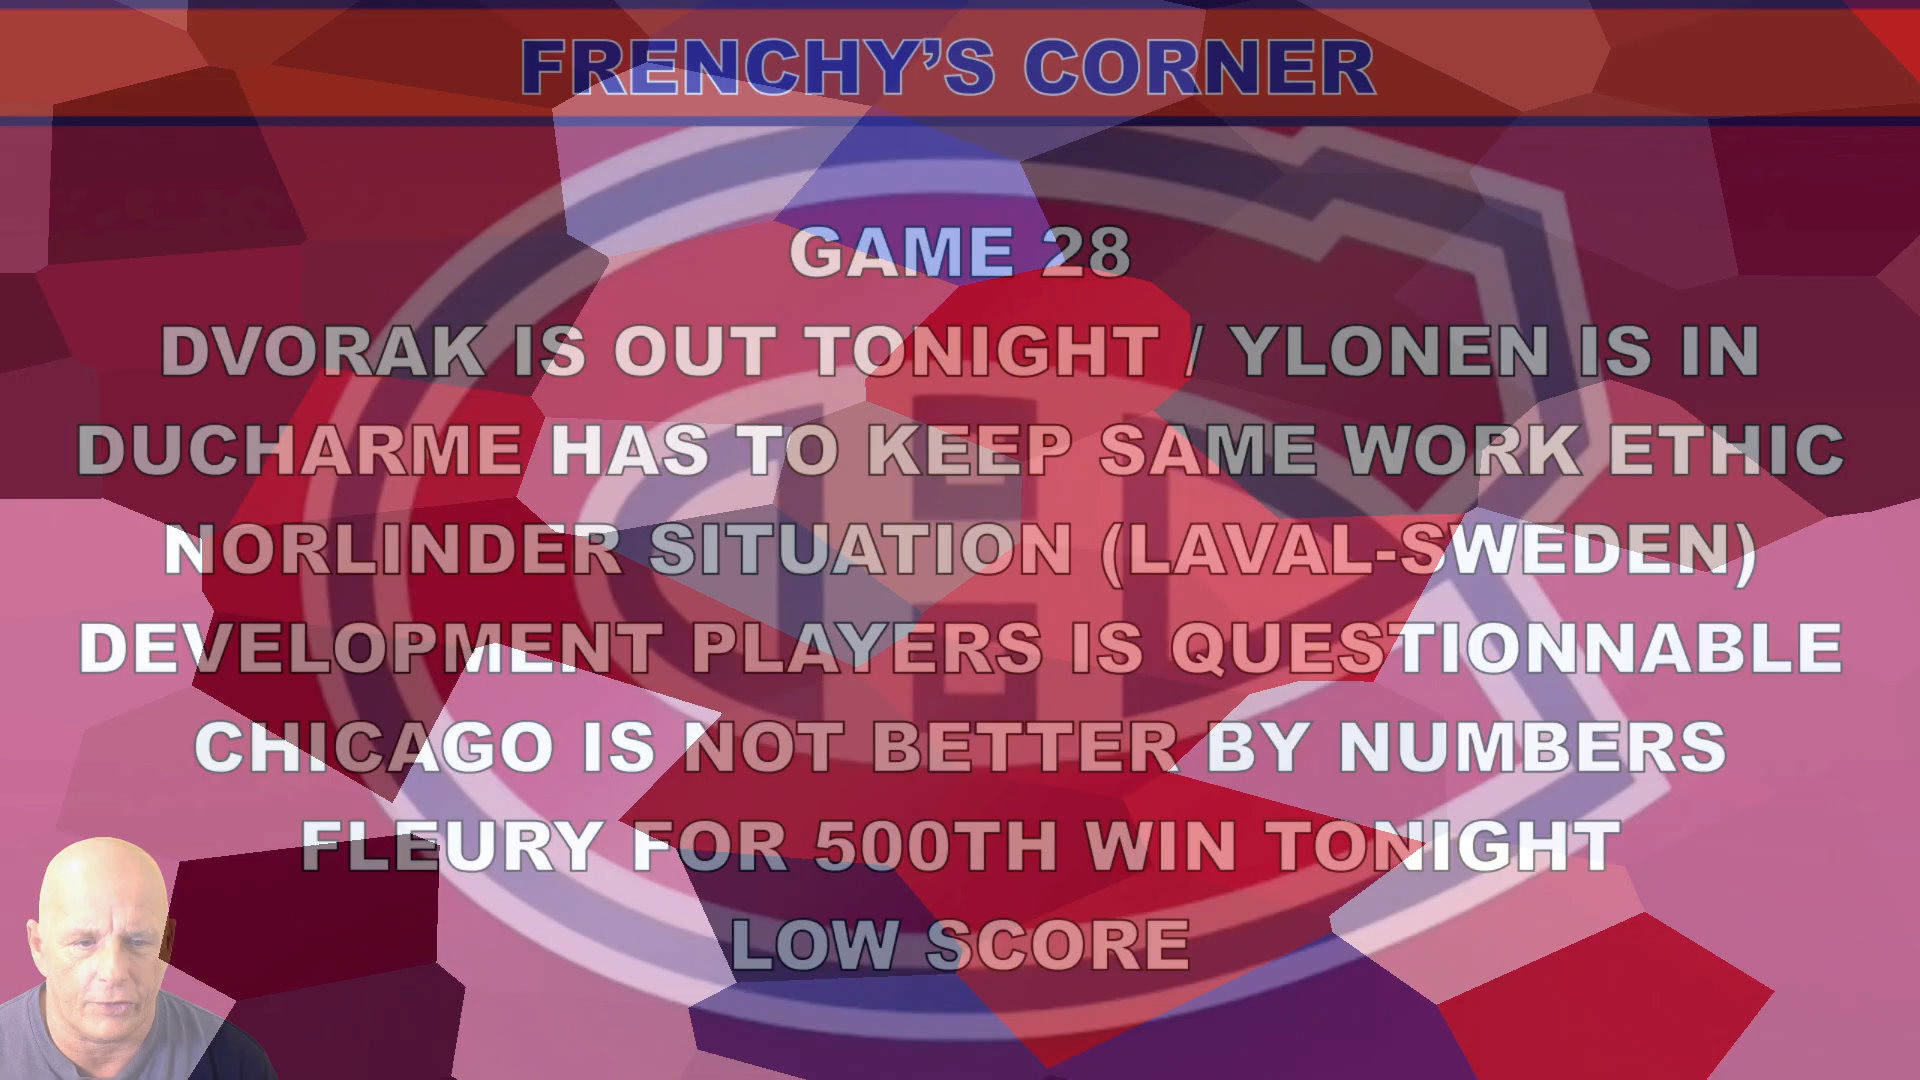 FRENCHY’S CORNER
GAME 28
DVORAK IS OUT TONIGHT / YLONEN IS IN
DUCHARME HAS TO KEEP SAME WORK ETHIC
NORLINDER SITUATION (LAVAL-SWEDEN)
DEVELOPMENT PLAYERS IS QUESTIONNABLE
CHICAGO IS NOT BETTER BY NUMBERS
FLEURY FOR 500TH WIN TONIGHT
LOW SCORE